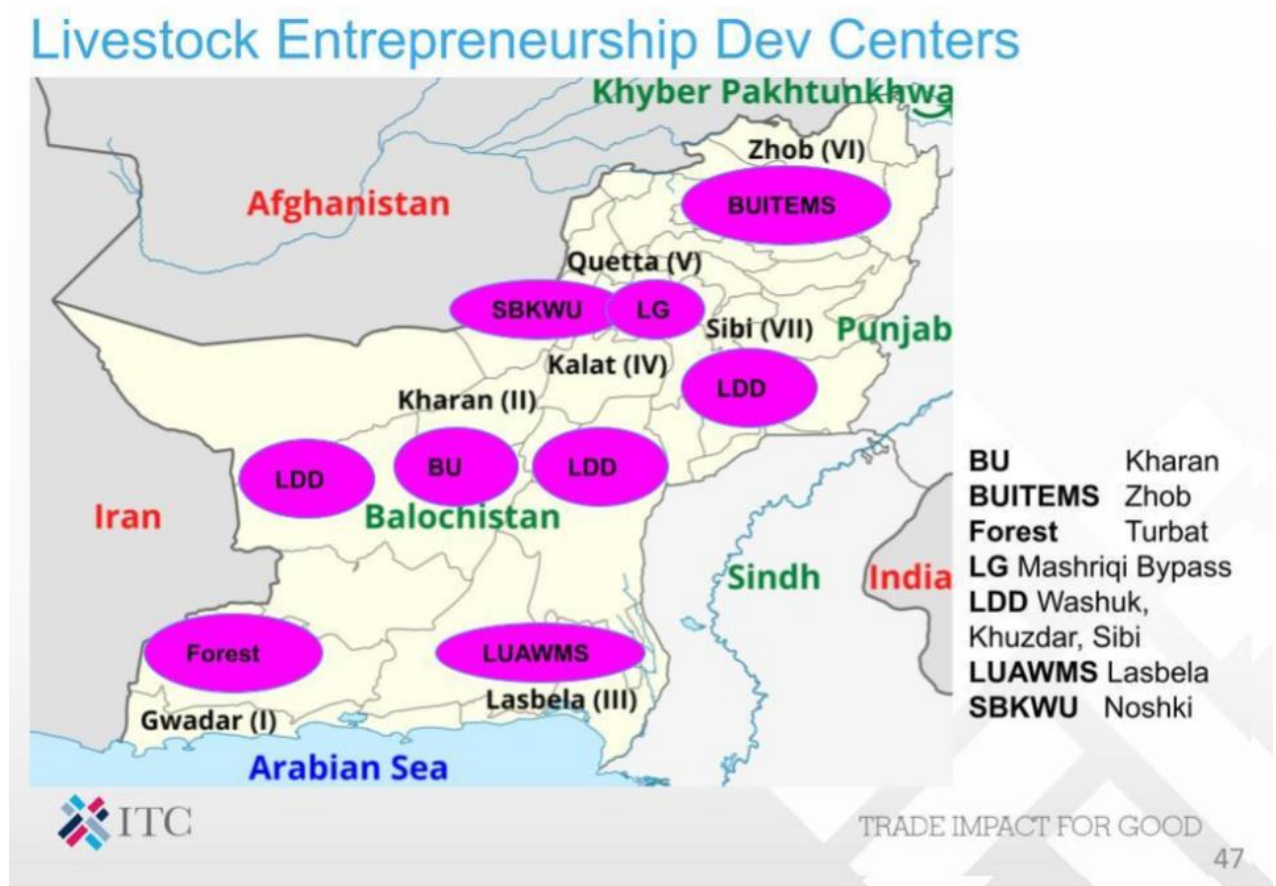 Livestock Entrepreneurship Dev Centers
Khyber Pakhtunkhwa
Zhob (VI)
Afghanistan
BUITEMS
Quetta (V)
SBKWU
LG
Sibi (VII)
Punjab
Kalat (IV)
LDD
Kharan (II)
LDD
BU
LDD
Iran
Balochistan
Sindh
India
Forest
LUAWMS
Lasbela (III)
Gwadar (I)
Arabian Sea
BU Kharan
BUITEMS Zhob
Forest Turbat
LG Mashriqi Bypass
LDD Washuk,
Khuzdar, Sibi
LUAWMS Lasbela
SBKWU Noshki
ITC
TRADE IMPACT FOR GOOD
47